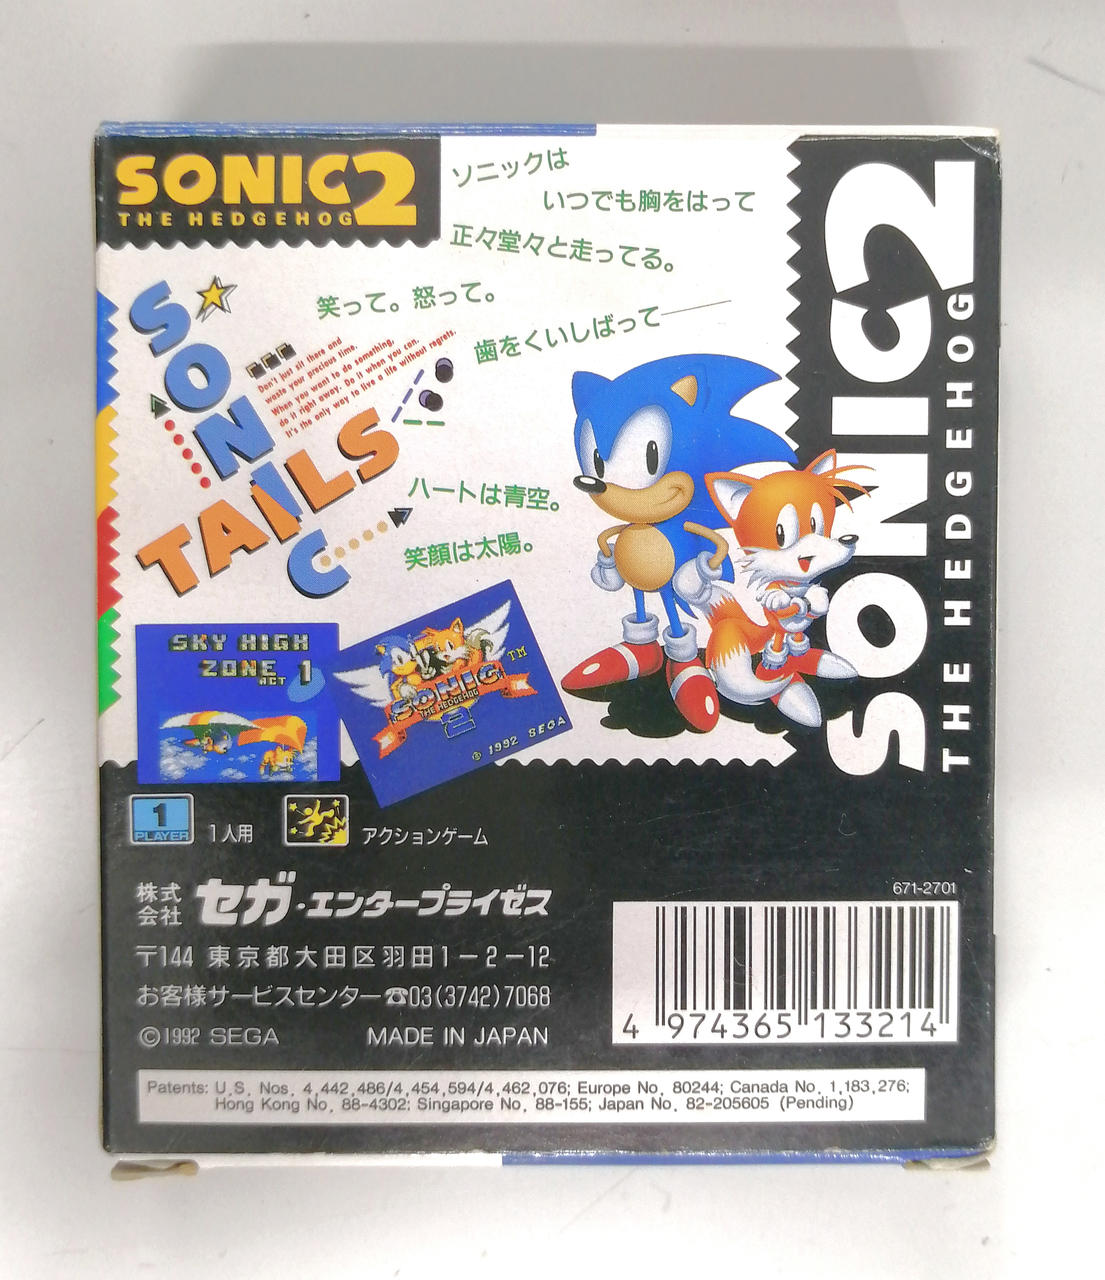 SONIC 2
THE HEDGEHOG
ソニックは
いつでも胸をはって
正々堂々と走ってる。
笑って。怒って。
歯をくいしばって——
Don't just sit there and
waste your precious time.
When you want to do something,
do it right away. Do it when you can.
It's the only way to live a life without regrets.
SONIC
TAILS
ハートは青空。
笑顔は太陽。
SKY HIGH
ZONE
ACT 1
SONIC
THE HEDGEHOG
2
TM
© 1992 SEGA
SONIC 2
THE HEDGEHOG
1
PLAYER
1人用
アクションゲーム
株式会社 セガ・エンタープライゼス
〒144 東京都大田区羽田1-2-12
お客様サービスセンター☎03(3742)7068
©1992 SEGA MADE IN JAPAN
671-2701
4 974365 133214
Patents: U.S. Nos. 4,442,486/4,454,594/4,462,076; Europe No. 80244; Canada No. 1,183,276;
Hong Kong No. 88-4302; Singapore No. 88-155; Japan No. 82-205605 (Pending)